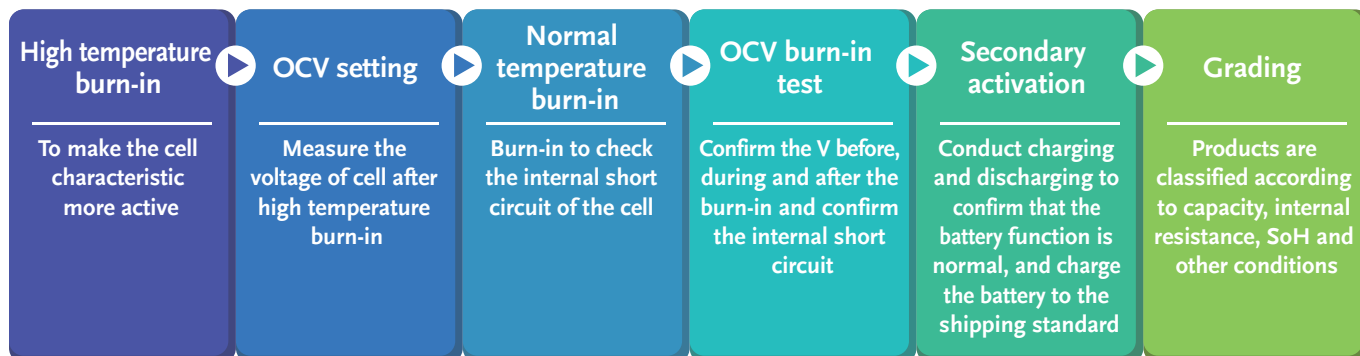 High temperature
burn-in
To make the cell
characteristic
more active
OCV setting
Measure the
voltage of cell after
high temperature
burn-in
Normal
temperature
burn-in
Burn-in to check
the internal short
circuit of the cell
OCV burn-in
test
Confirm the V before,
during and after the
burn-in and confirm
the internal short
circuit
Secondary
activation
Conduct charging
and discharging to
confirm that the
battery function is
normal, and charge
the battery to the
shipping standard
Grading
Products are
classified according
to capacity, internal
resistance, SoH and
other conditions